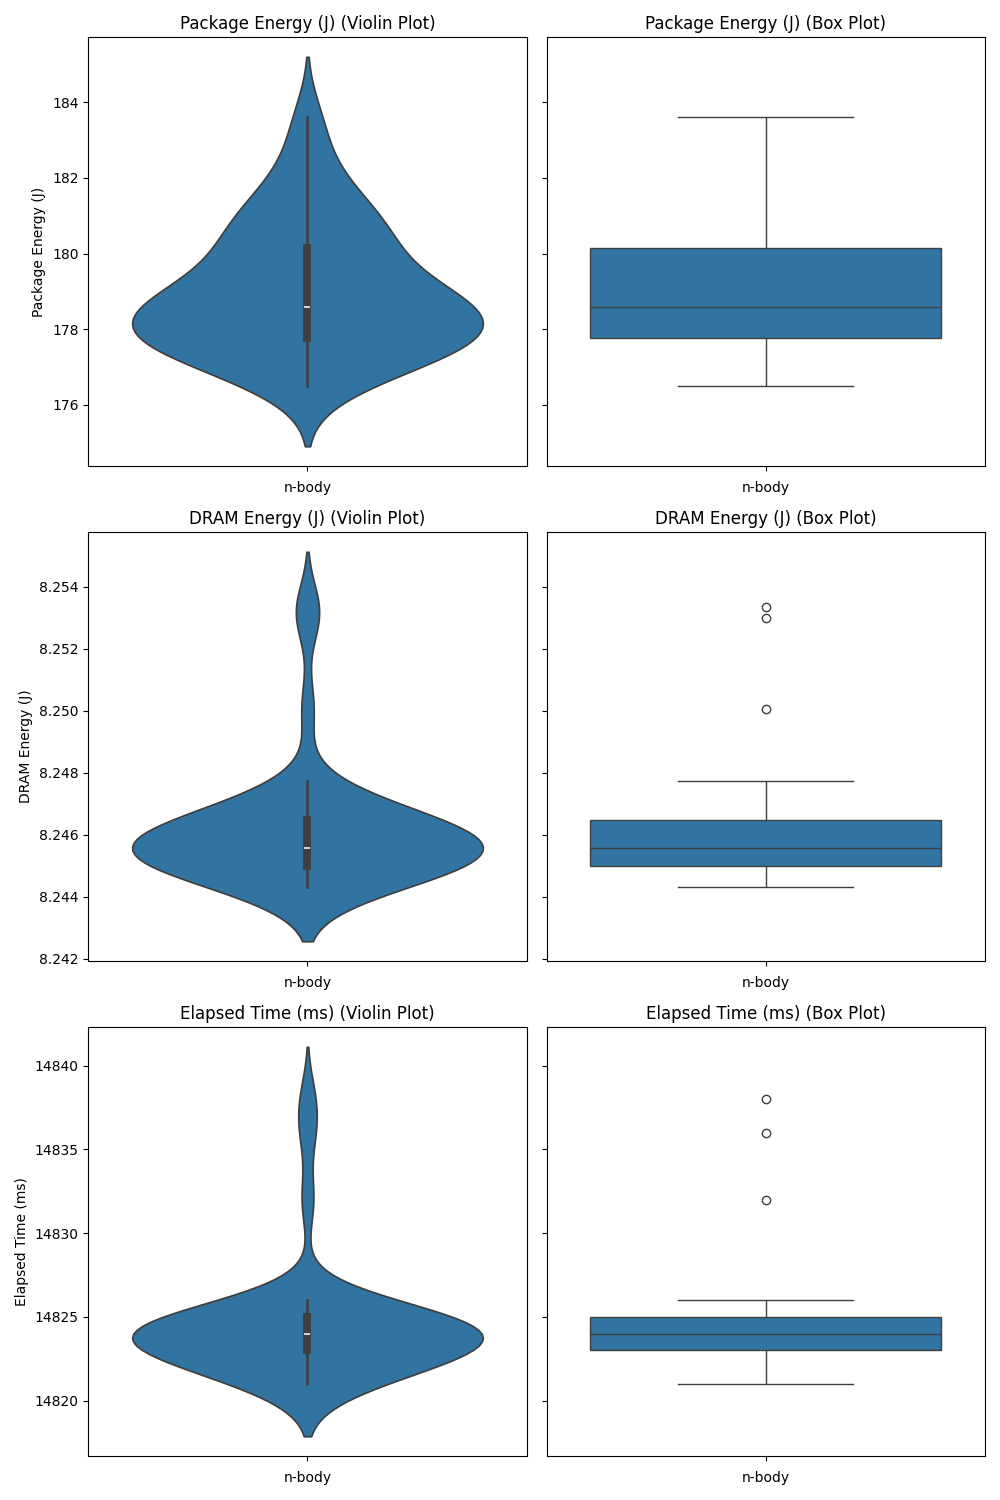 Package Energy (J) (Violin Plot)
Package Energy (J) (Box Plot)
184
182
180
178
176
Package Energy (J)
n-body
n-body
DRAM Energy (J) (Violin Plot)
DRAM Energy (J) (Box Plot)
8.254
8.252
8.250
8.248
8.246
8.244
8.242
DRAM Energy (J)
n-body
n-body
Elapsed Time (ms) (Violin Plot)
Elapsed Time (ms) (Box Plot)
14840
14835
14830
14825
14820
Elapsed Time (ms)
n-body
n-body